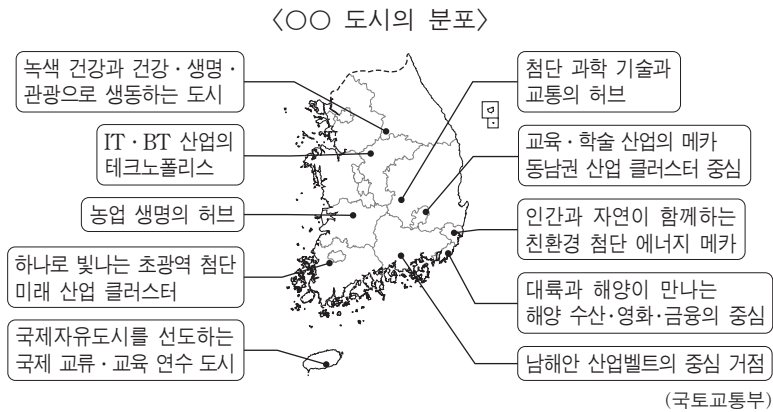 〈○○ 도시의 분포〉
녹색 건강과 건강·생명·
관광으로 생동하는 도시
IT·BT 산업의
테크노폴리스
농업 생명의 허브
하나로 빛나는 초광역 첨단
미래 산업 클러스터
국제자유도시를 선도하는
국제 교류·교육 연수 도시
첨단 과학 기술과
교통의 허브
교육·학술 산업의 메카
동남권 산업 클러스터 중심
인간과 자연이 함께하는
친환경 첨단 에너지 메카
대륙과 해양이 만나는
해양 수산·영화·금융의 중심
남해안 산업벨트의 중심 거점
(국토교통부)